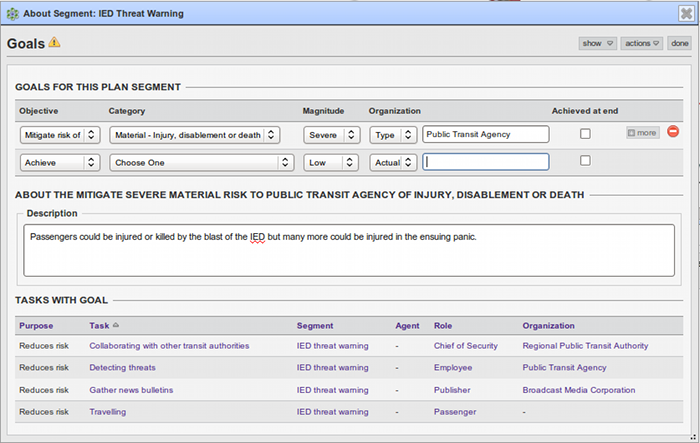 About Segment: IED Threat Warning
Goals
show actions done
GOALS FOR THIS PLAN SEGMENT
Objective Category Magnitude Organization Achieved at end
Mitigate risk of Material - Injury, disablement or death Severe Type Public Transit Agency more
Achieve Choose One Low Actual
ABOUT THE MITIGATE SEVERE MATERIAL RISK TO PUBLIC TRANSIT AGENCY OF INJURY, DISABLEMENT OR DEATH
Description
Passengers could be injured or killed by the blast of the IED but many more could be injured in the ensuing panic.
TASKS WITH GOAL
Purpose Task Segment Agent Role Organization
Reduces risk Collaborating with other transit authorities IED threat warning - Chief of Security Regional Public Transit Authority
Reduces risk Detecting threats IED threat warning - Employee Public Transit Agency
Reduces risk Gather news bulletins IED threat warning - Publisher Broadcast Media Corporation
Reduces risk Travelling IED threat warning - Passenger -